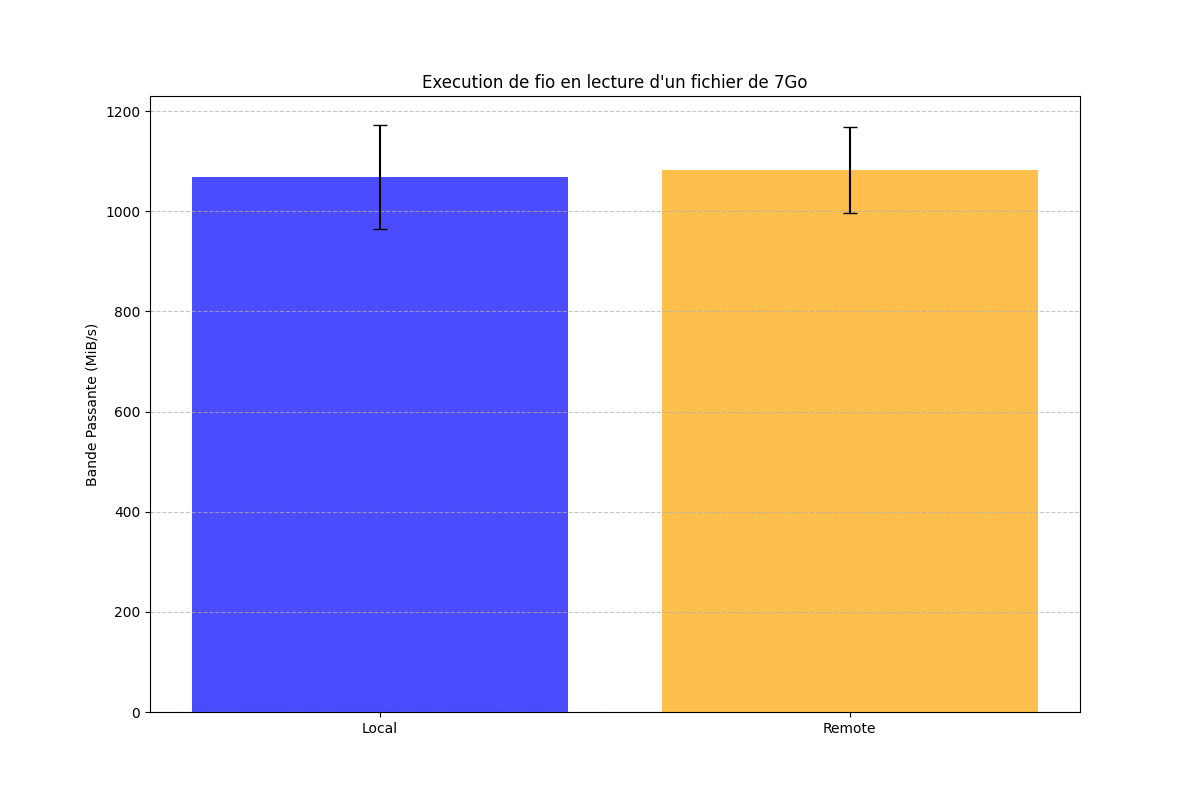 Execution de fio en lecture d'un fichier de 7Go
Bande Passante (MiB/s)
1200
1000
800
600
400
200
0
Local
Remote